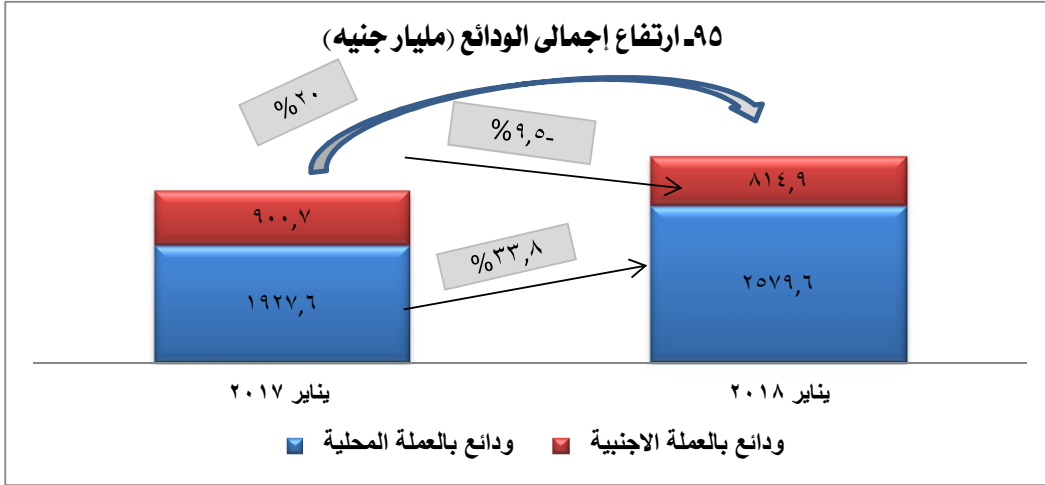 ٩٥ـ ارتفاع إجمالى الودائع (مليار جنيه)
%٢٠
%٩,٥-
%٣٣,٨
٩٠٠,٧
١٩٢٧,٦
٨١٤,٩
٢٥٧٩,٦
يناير ٢٠١٧
يناير ٢٠١٨
ودائع بالعملة المحلية
ودائع بالعملة الاجنبية